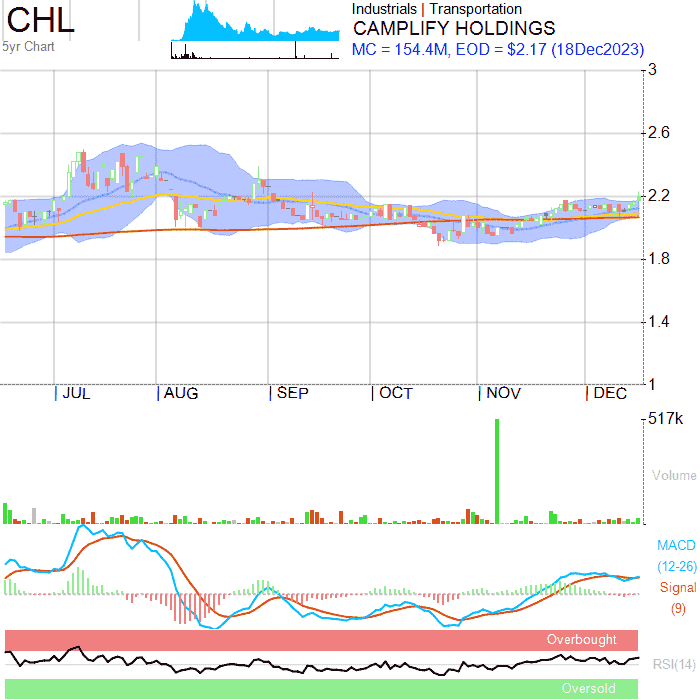 CHL
5yr Chart
Industrials | Transportation
CAMPLIFY HOLDINGS
MC = 154.4M, EOD = $2.17 (18Dec2023)
3
2.6
2.2
1.8
1.4
1
JUL AUG SEP OCT NOV DEC
517k
Volume
MACD
(12-26)
Signal
(9)
Overbought
RSI(14)
Oversold